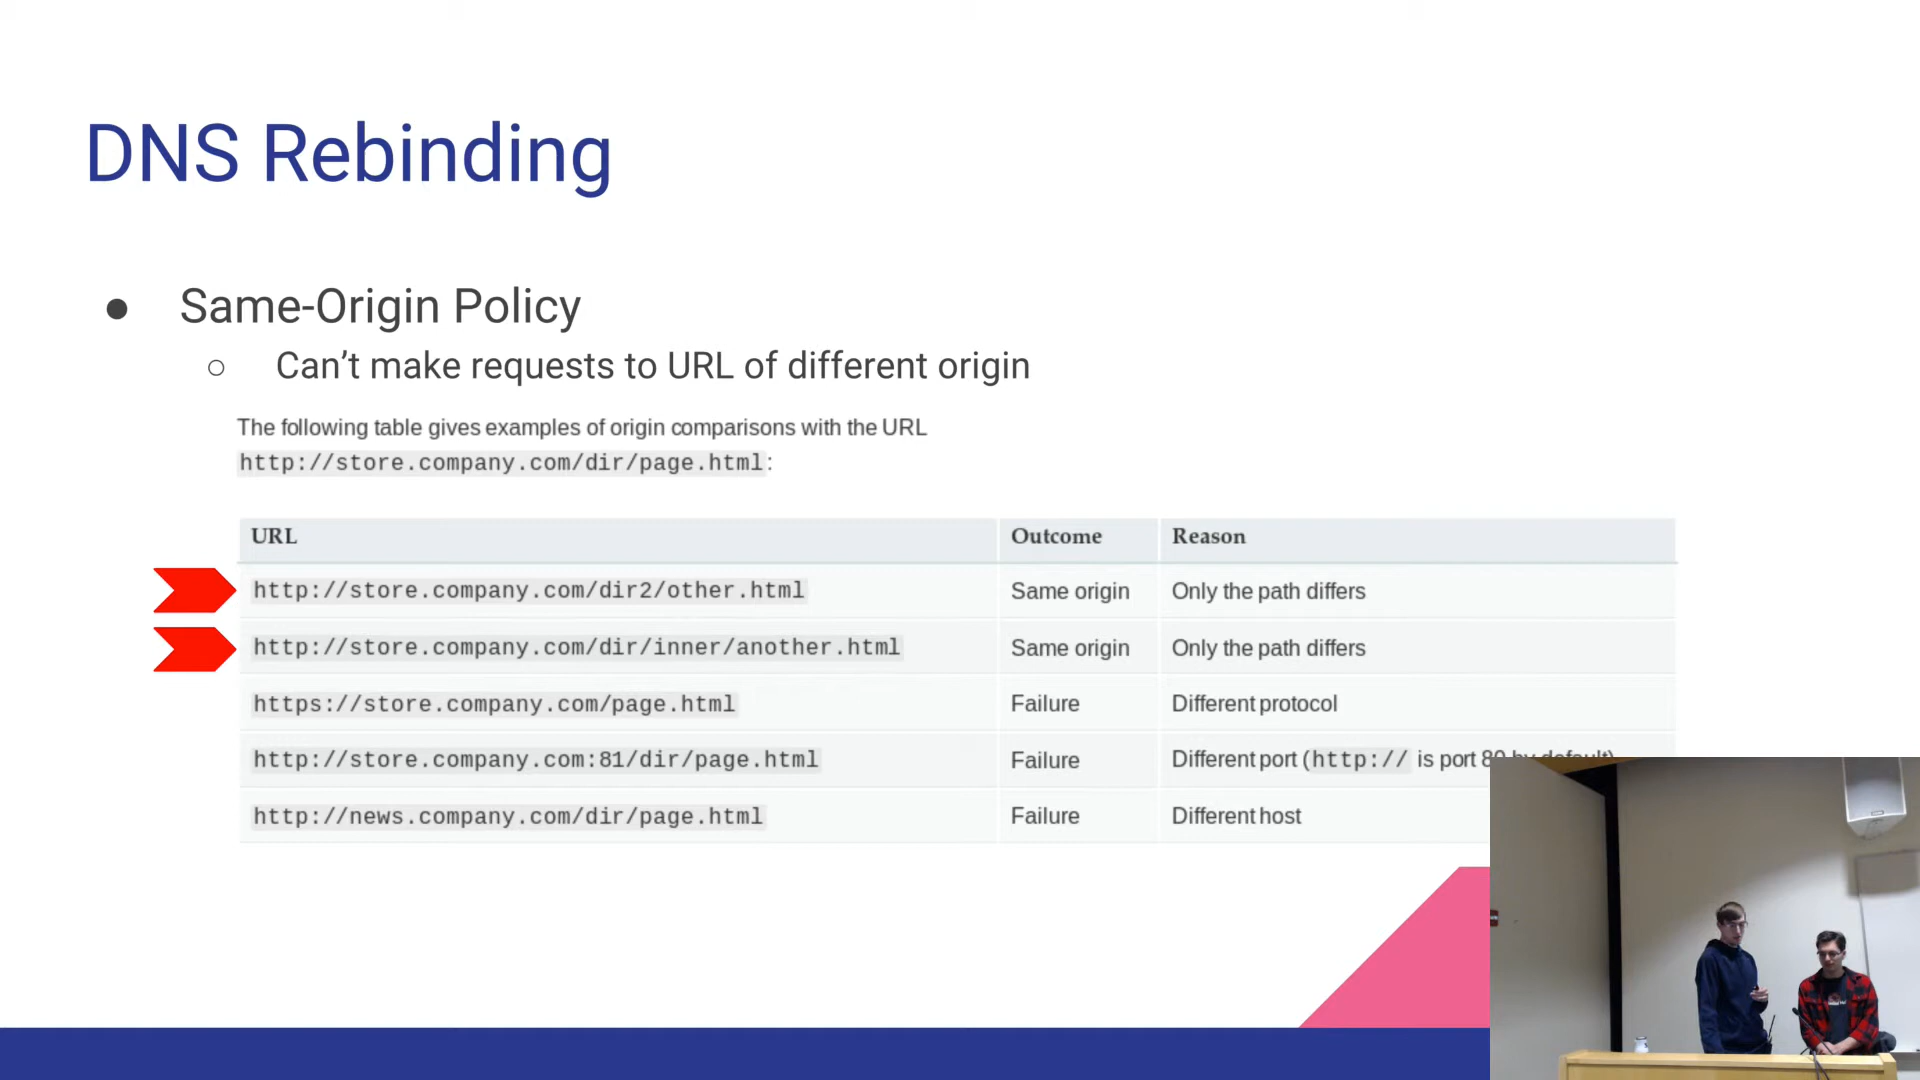 DNS Rebinding
● Same-Origin Policy
○ Can't make requests to URL of different origin
The following table gives examples of origin comparisons with the URL
http://store.company.com/dir/page.html:
URL Outcome Reason
http://store.company.com/dir2/other.html Same origin Only the path differs
http://store.company.com/dir/inner/another.html Same origin Only the path differs
https://store.company.com/page.html Failure Different protocol
http://store.company.com:81/dir/page.html Failure Different port (http:// is port 80 by default)
http://news.company.com/dir/page.html Failure Different host